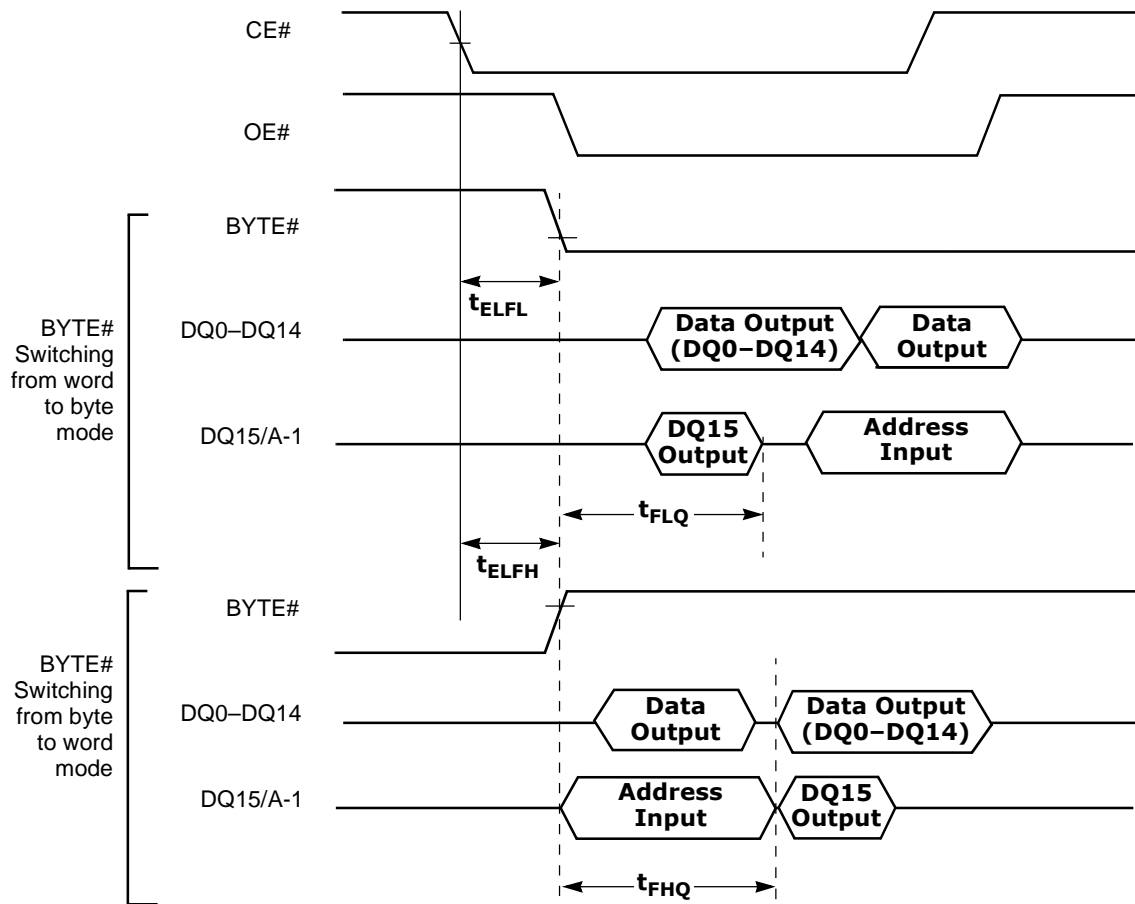 CE#
OE#
BYTE#
Switching
from word
to byte
mode
BYTE#
tELFL
DQ0–DQ14
Data Output
(DQ0–DQ14)
Data
Output
DQ15/A-1
DQ15
Output
Address
Input
tFLQ
tELFH
BYTE#
Switching
from byte
to word
mode
BYTE#
DQ0–DQ14
Data
Output
Data Output
(DQ0–DQ14)
DQ15/A-1
Address
Input
DQ15
Output
tFHQ